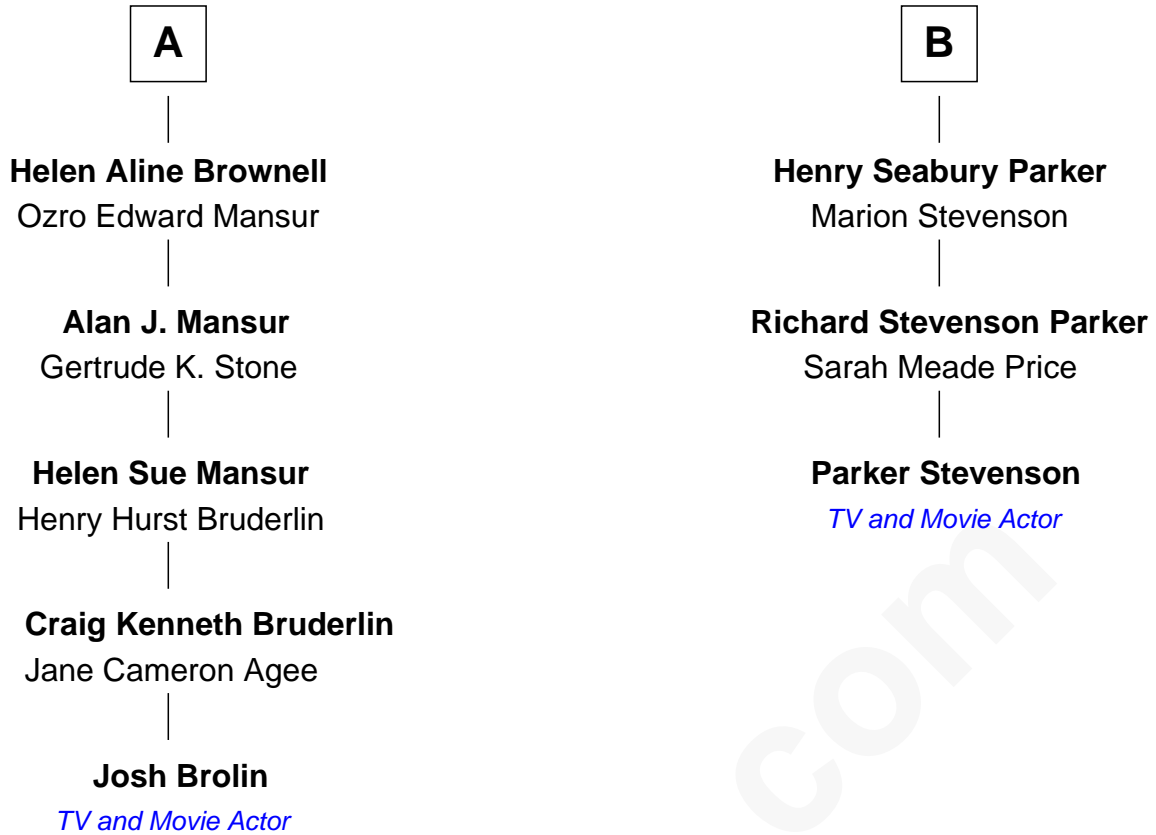 A
Helen Aline Brownell
Ozro Edward Mansur
Alan J. Mansur
Gertrude K. Stone
Helen Sue Mansur
Henry Hurst Bruderlin
Craig Kenneth Bruderlin
Jane Cameron Agee
Josh Brolin
TV and Movie Actor
B
Henry Seabury Parker
Marion Stevenson
Richard Stevenson Parker
Sarah Meade Price
Parker Stevenson
TV and Movie Actor
com